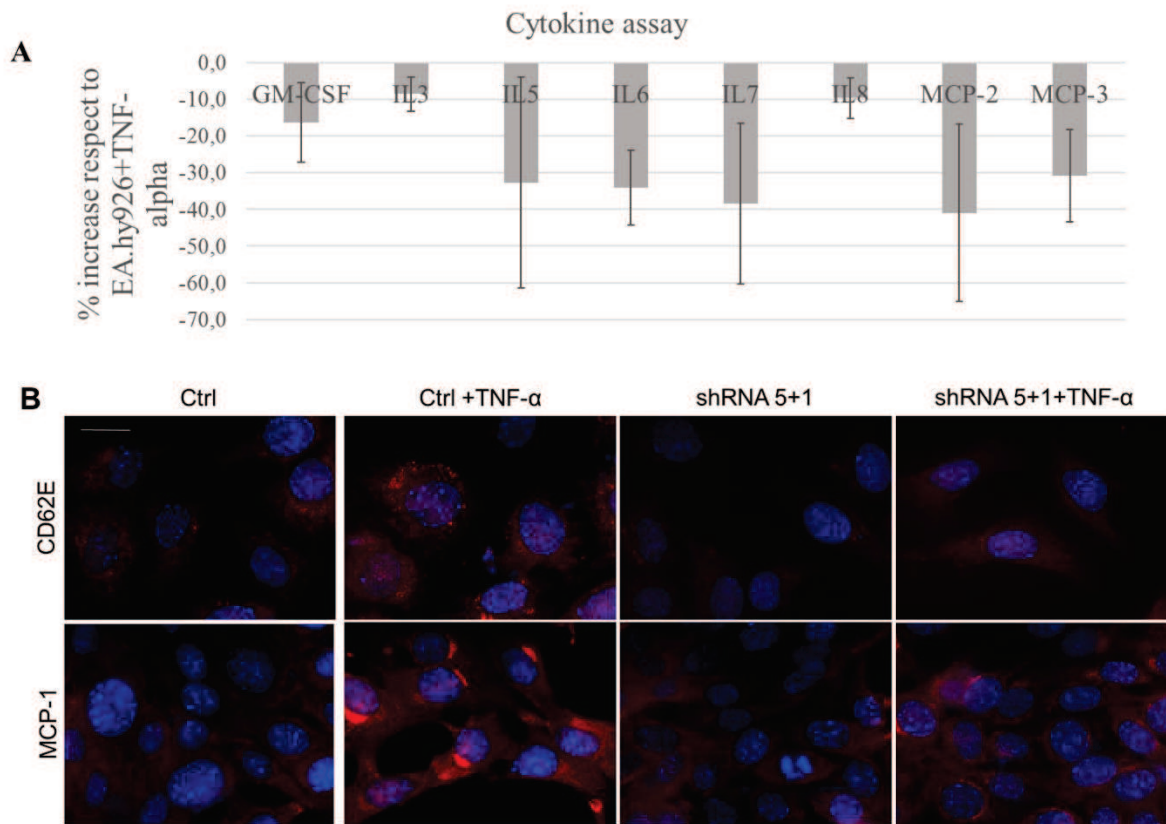 Cytokine assay
A
0,0
-10,0
-20,0
-30,0
-40,0
-50,0
-60,0
-70,0
% increase respect to
EA.hy926+TNF-
alpha
GM-CSF IL3 IL5 IL6 IL7 IL8 MCP-2 MCP-3
B
Ctrl Ctrl +TNF-α shRNA 5+1 shRNA 5+1+TNF-α
CD62E
MCP-1